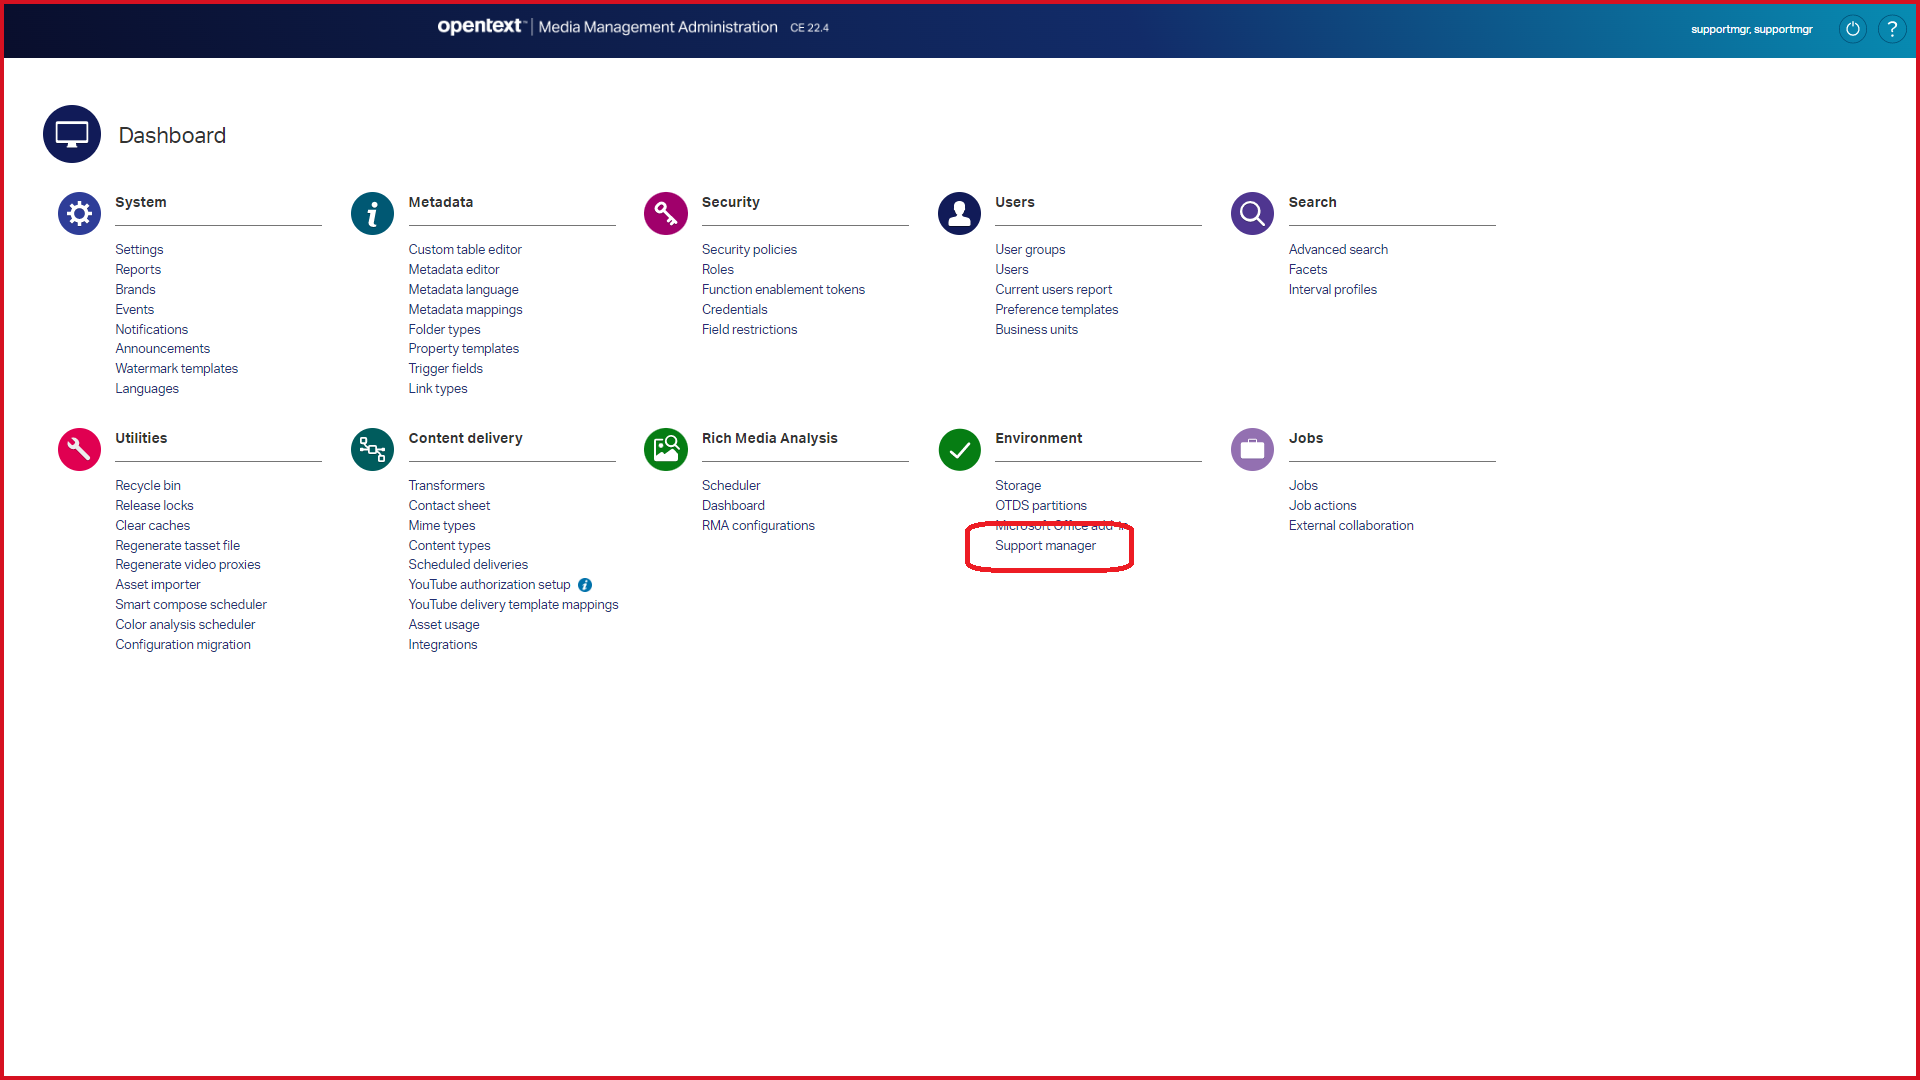 opentext™ | Media Management Administration CE 22.4
supportmgr, supportmgr
?
Dashboard
System
Settings
Reports
Brands
Events
Notifications
Announcements
Watermark templates
Languages
Metadata
Custom table editor
Metadata editor
Metadata language
Metadata mappings
Folder types
Property templates
Trigger fields
Link types
Security
Security policies
Roles
Function enablement tokens
Credentials
Field restrictions
Users
User groups
Users
Current users report
Preference templates
Business units
Search
Advanced search
Facets
Interval profiles
Utilities
Recycle bin
Release locks
Clear caches
Regenerate tasset file
Regenerate video proxies
Asset importer
Smart compose scheduler
Color analysis scheduler
Configuration migration
Content delivery
Transformers
Contact sheet
Mime types
Content types
Scheduled deliveries
YouTube authorization setup
YouTube delivery template mappings
Asset usage
Integrations
Rich Media Analysis
Scheduler
Dashboard
RMA configurations
Environment
Storage
OTDS partitions
Microsoft Office add-in
Support manager
Jobs
Jobs
Job actions
External collaboration